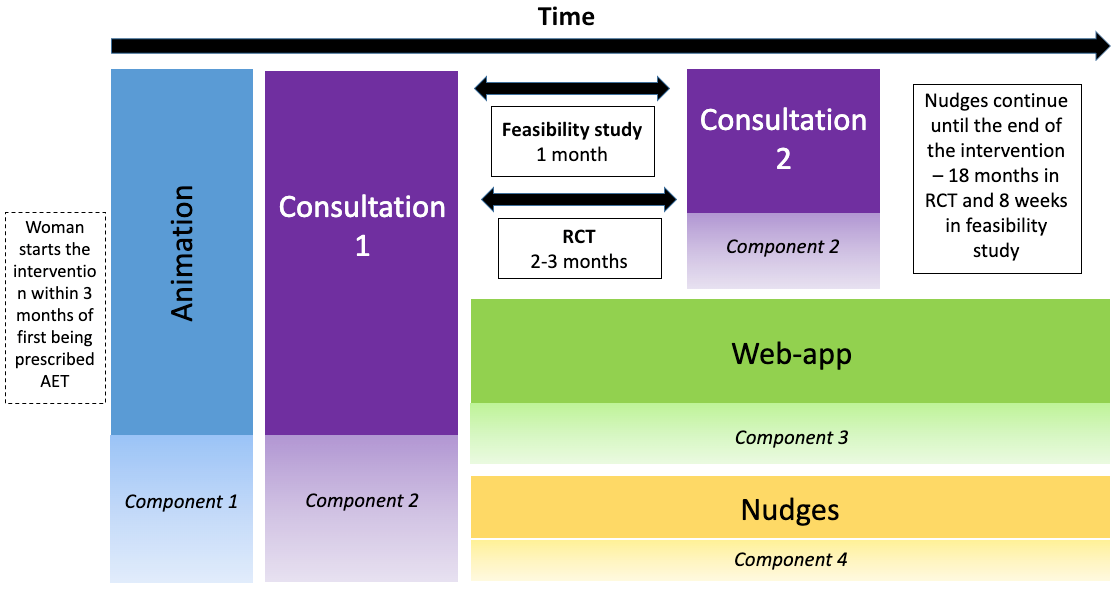 Time
Woman
starts the
interventio
n within 3
months of
first being
prescribed
AET
Animation
Component 1
Consultation
1
Component 2
Feasibility study
1 month
RCT
2-3 months
Consultation
2
Component 2
Nudges continue
until the end of
the intervention
– 18 months in
RCT and 8 weeks
in feasibility
study
Web-app
Component 3
Nudges
Component 4